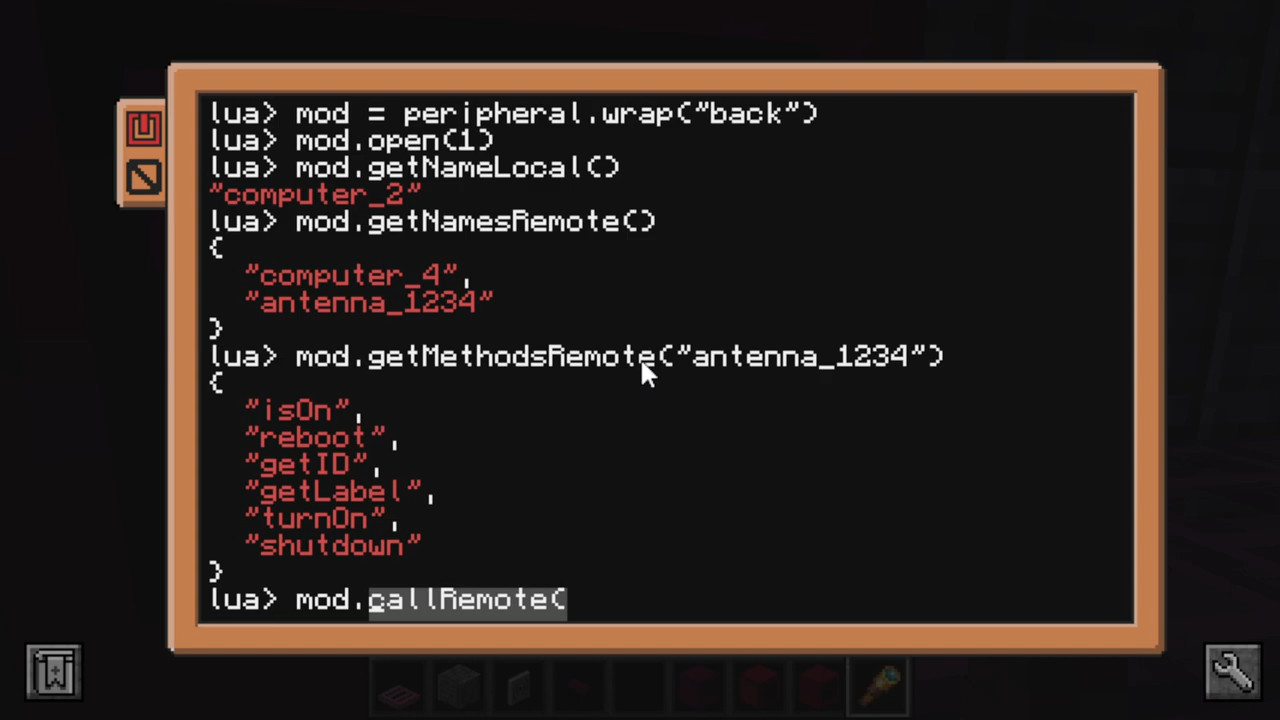 lua> mod = peripheral.wrap("back")
lua> mod.open(1)
lua> mod.getNameLocal()
"computer_2"
lua> mod.getNamesRemote()
{
"computer_4",
"antenna_1234"
}
lua> mod.getMethodsRemote("antenna_1234")
{
"isOn",
"reboot",
"getID",
"getLabel",
"turnOn",
"shutdown"
}
lua> mod.callRemote(